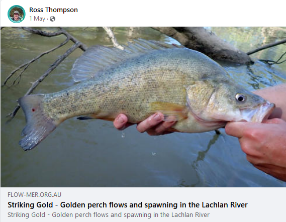 Ross Thompson
1 May ·
FLOW-MER.ORG.AU
Striking Gold - Golden perch flows and spawning in the Lachlan River
Striking Gold - Golden perch flows and spawning in the Lachlan River